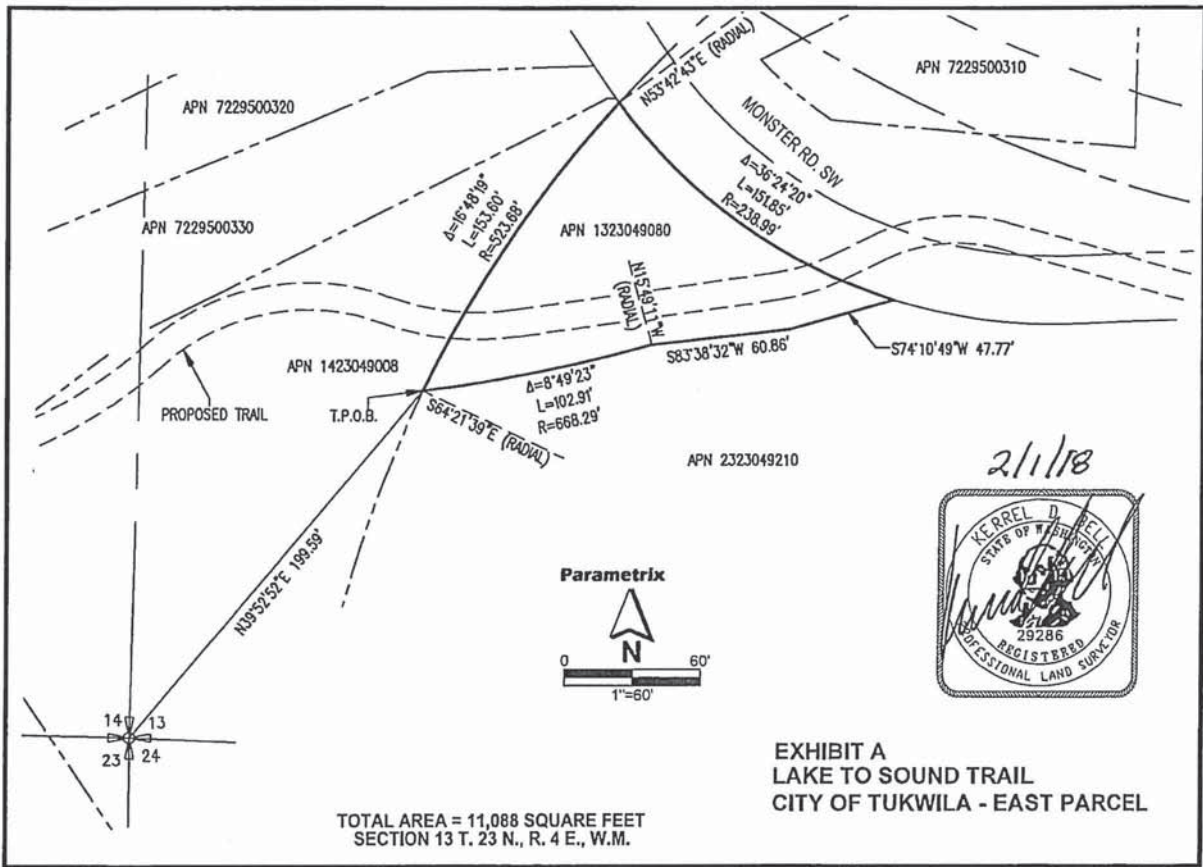 N53°42'43"E (RADIAL)
APN 7229500310
APN 7229500320
MONSTER RD. SW
Δ=36°24'20"
L=151.85'
R=238.99'
Δ=16°48'19"
L=153.60'
R=523.68'
APN 7229500330
APN 1323049080
N15°49'11"W
(RADIAL)
APN 1423049008
S83°38'32"W 60.86'
S74°10'49"W 47.77'
PROPOSED TRAIL
T.P.O.B.
Δ=8°49'23"
L=102.91'
R=668.29'
S64°21'39"E (RADIAL)
APN 2323049210
2/1/18
KERREL D. BELL
STATE OF WASHINGTON
29286
REGISTERED
PROFESSIONAL LAND SURVEYOR
N39°52'52"E 199.59'
Parametrix
N
0 60'
1"=60'
14 13
23 24
EXHIBIT A
LAKE TO SOUND TRAIL
CITY OF TUKWILA - EAST PARCEL
TOTAL AREA = 11,088 SQUARE FEET
SECTION 13 T. 23 N., R. 4 E., W.M.